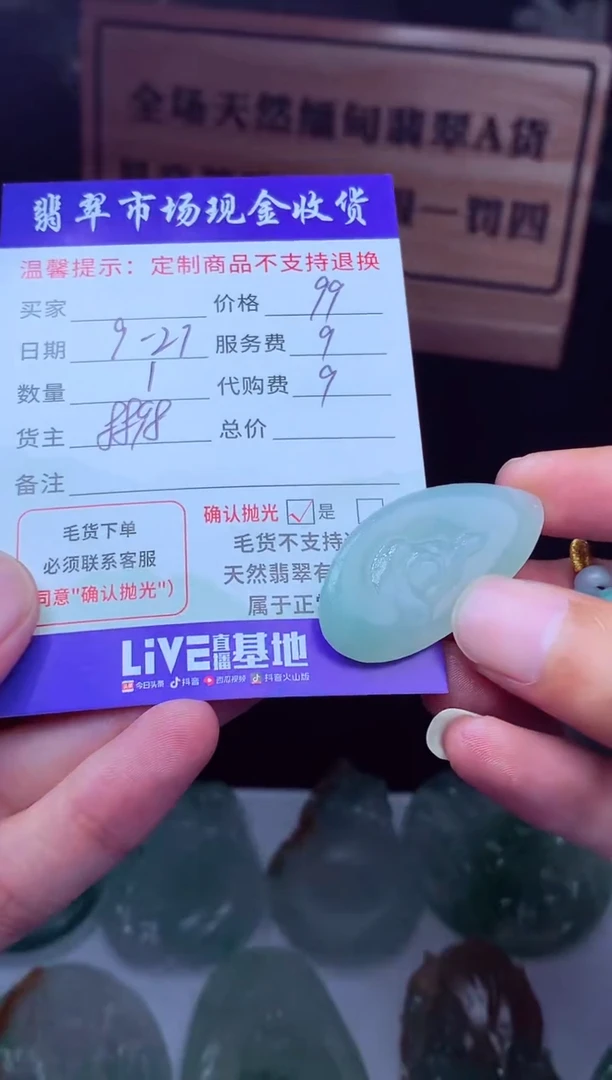 全场天然缅甸翡翠A货
一罚四
翡翠市场现金收货
温馨提示：定制商品不支持退换
买家 价格 99
日期 9-27 服务费 9
数量 1 代购费 9
货主 总价
备注
确认抛光 是
毛货下单
毛货不支持
必须联系客服
天然翡翠有
同意"确认抛光"）
属于正
LiVE直播基地
今日头条 抖音 西瓜视频 抖音火山版